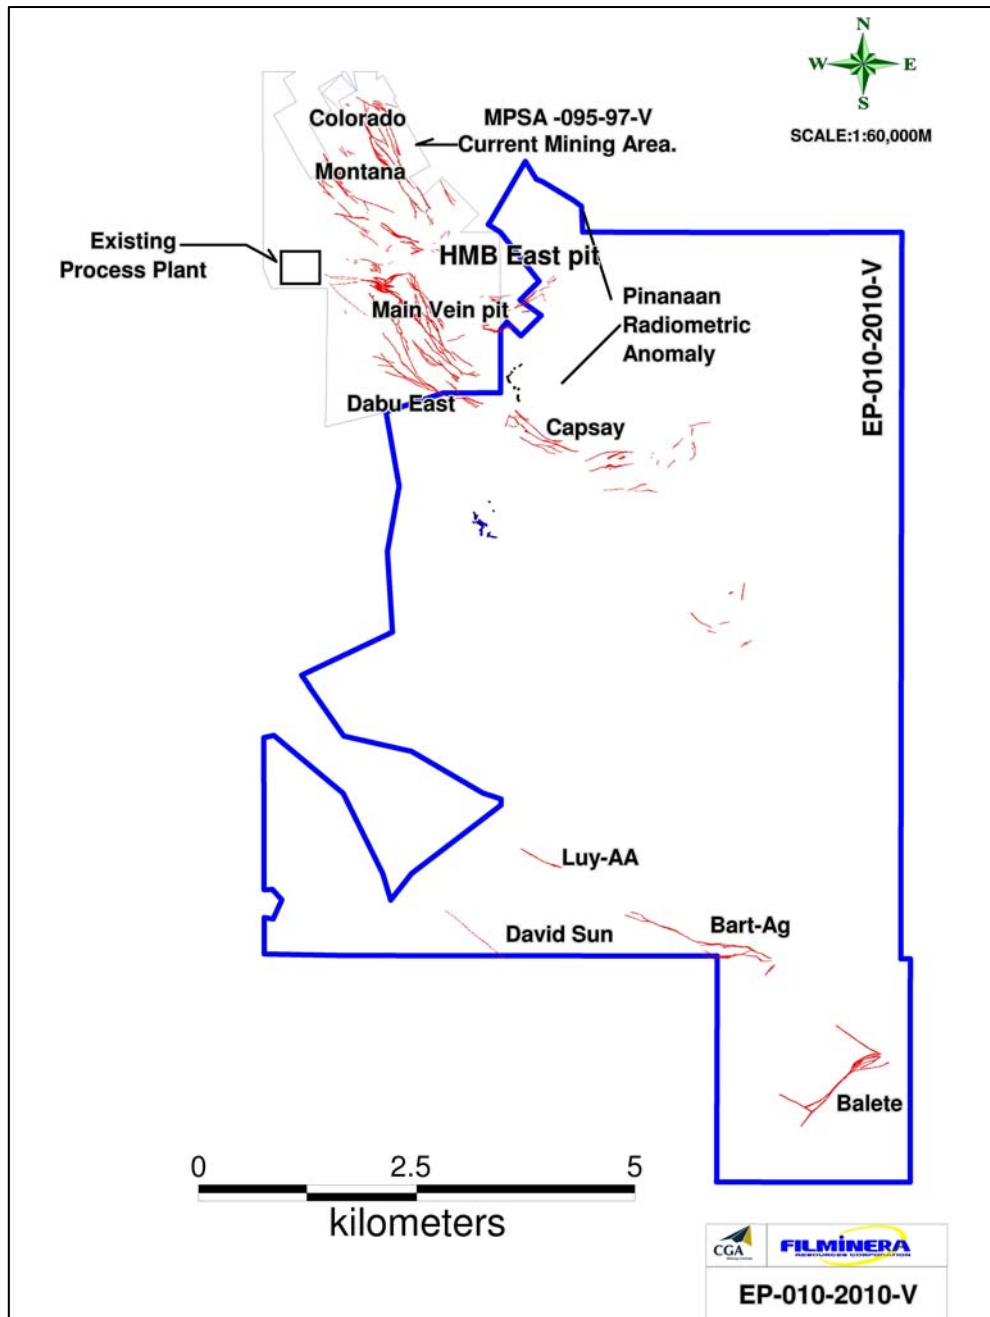 N
W E
S
SCALE:1:60,000M
Colorado
MPSA -095-97-V
Current Mining Area.
Montana
Existing
Process Plant
HMB East pit
Main Vein pit
Pinanaan
Radiometric
Anomaly
EP-010-2010-V
Dabu East
Capsay
Luy-AA
David Sun
Bart-Ag
Balete
0 2.5 5
kilometers
CGA
FILMINERA
RESOURCES CORPORATION
EP-010-2010-V